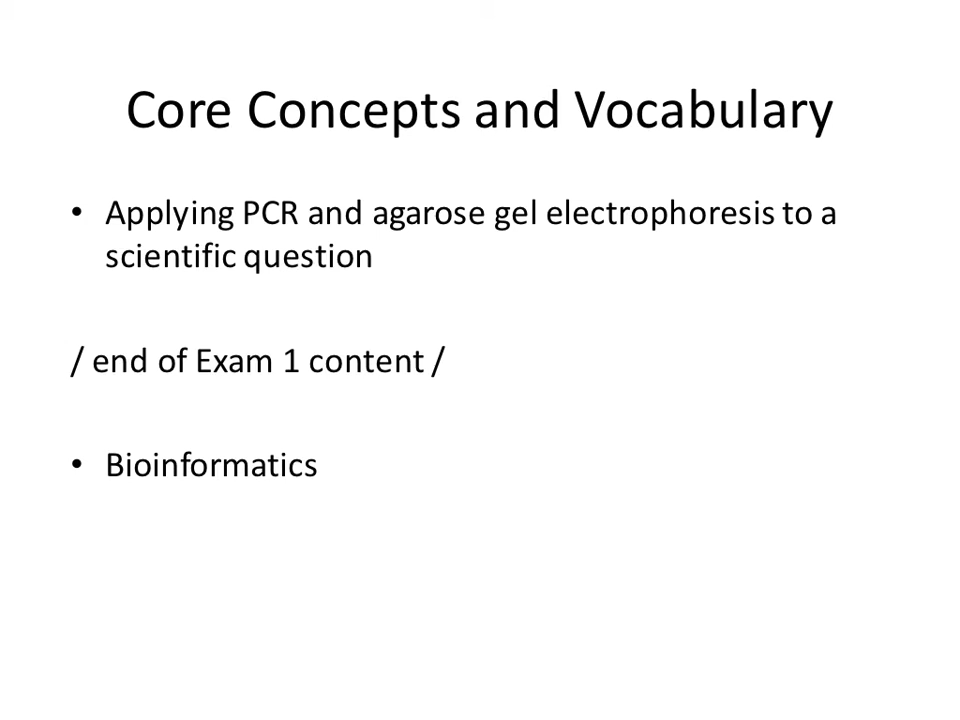 Core Concepts and Vocabulary
• Applying PCR and agarose gel electrophoresis to a
scientific question
/ end of Exam 1 content /
• Bioinformatics